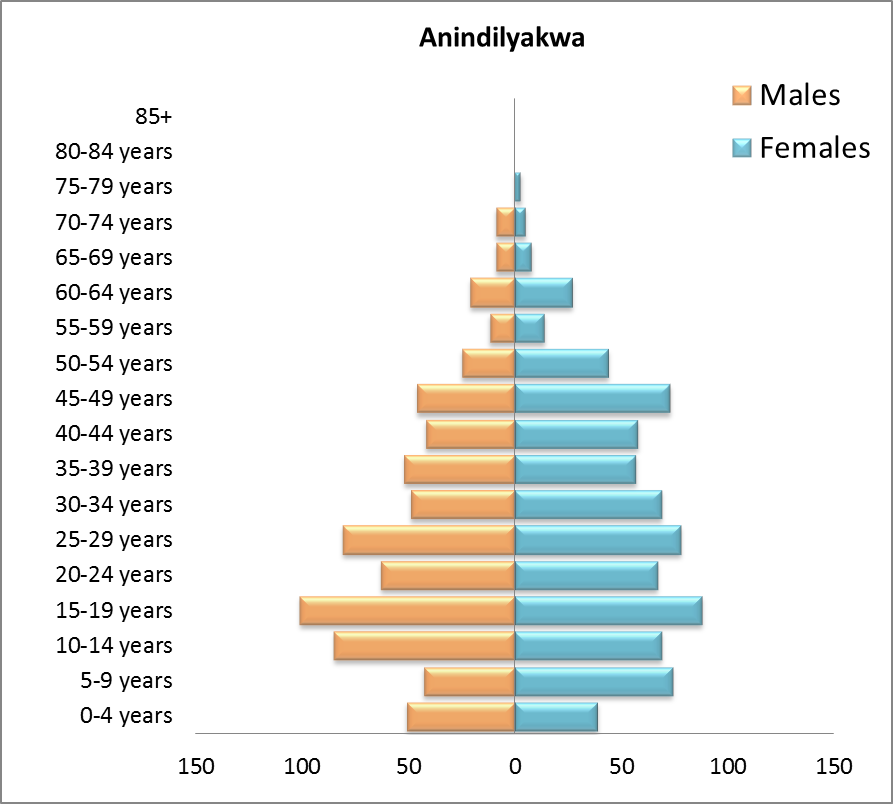 Anindilyakwa
Males
Females
85+
80-84 years
75-79 years
70-74 years
65-69 years
60-64 years
55-59 years
50-54 years
45-49 years
40-44 years
35-39 years
30-34 years
25-29 years
20-24 years
15-19 years
10-14 years
5-9 years
0-4 years
150 100 50 0 50 100 150